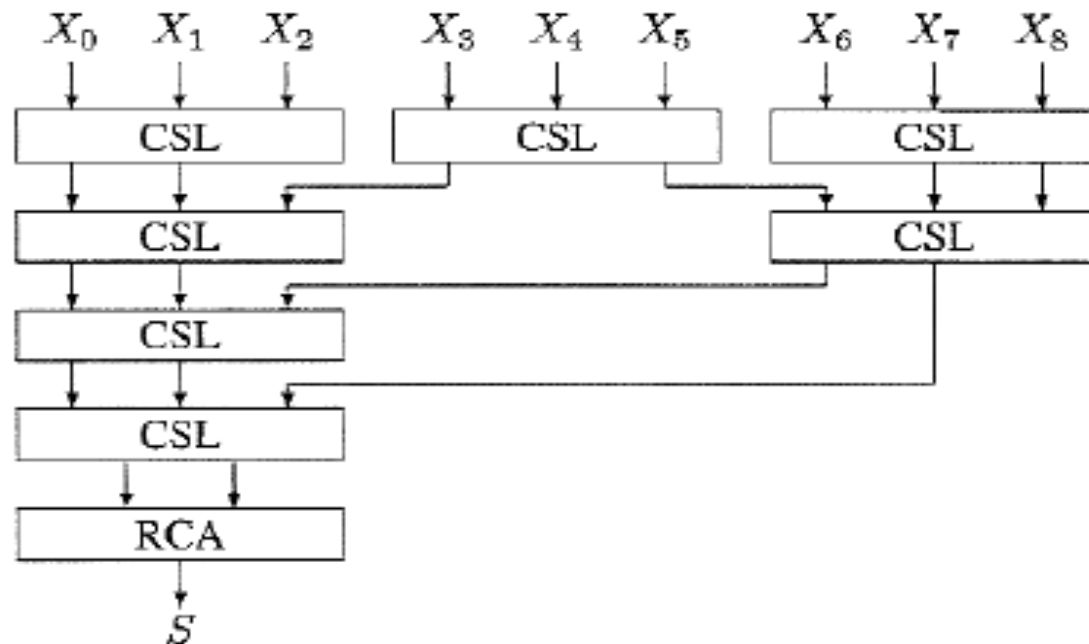 X₀ X₁ X₂ X₃ X₄ X₅ X₆ X₇ X₈
CSL CSL CSL
CSL CSL
CSL
CSL
RCA
S